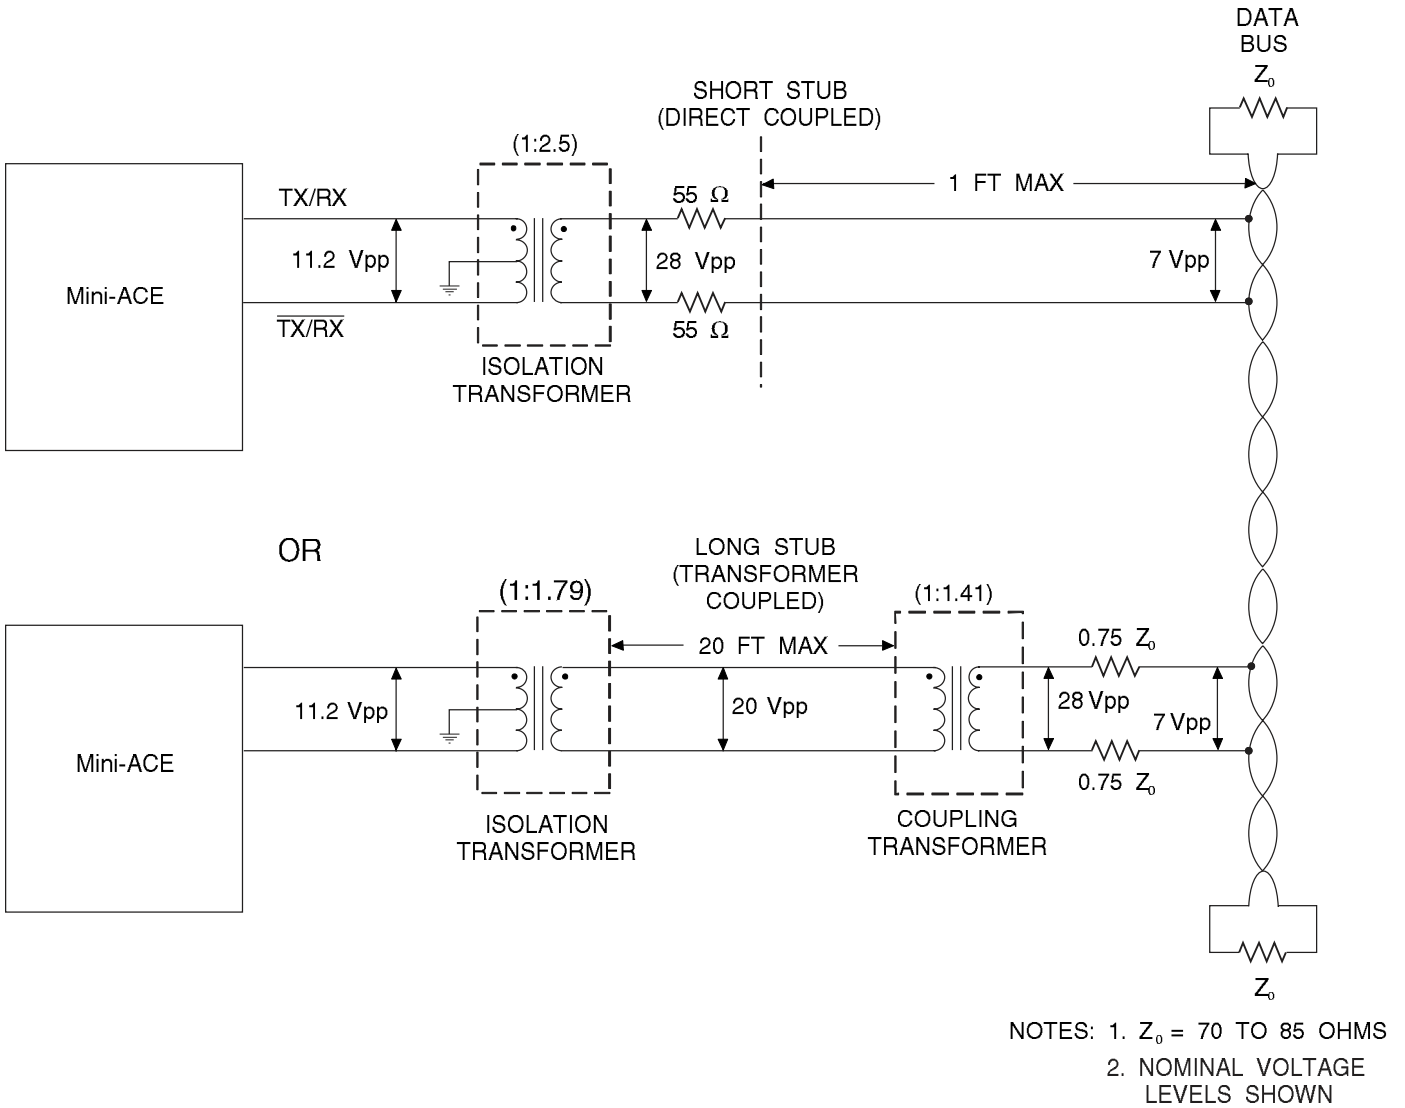 DATA
BUS
Z₀
SHORT STUB
(DIRECT COUPLED)
(1:2.5)
1 FT MAX
55 Ω
TX/RX
11.2 Vpp
28 Vpp
7 Vpp
Mini-ACE
TX/RX
55 Ω
ISOLATION
TRANSFORMER
OR
LONG STUB
(TRANSFORMER
COUPLED)
(1:1.79)
(1:1.41)
20 FT MAX
0.75 Z₀
11.2 Vpp
20 Vpp
28 Vpp
7 Vpp
Mini-ACE
0.75 Z₀
ISOLATION
TRANSFORMER
COUPLING
TRANSFORMER
Z₀
NOTES: 1. Z₀ = 70 TO 85 OHMS
2. NOMINAL VOLTAGE
LEVELS SHOWN